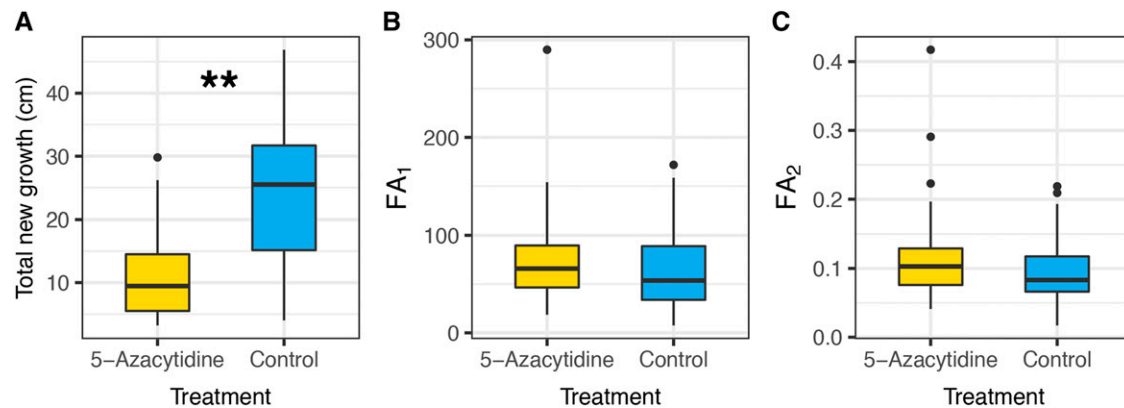 A
Total new growth (cm)
40
30
20
10
**
5−Azacytidine Control
Treatment
B
FA1
300
200
100
0
5−Azacytidine Control
Treatment
C
FA2
0.4
0.3
0.2
0.1
0.0
5−Azacytidine Control
Treatment